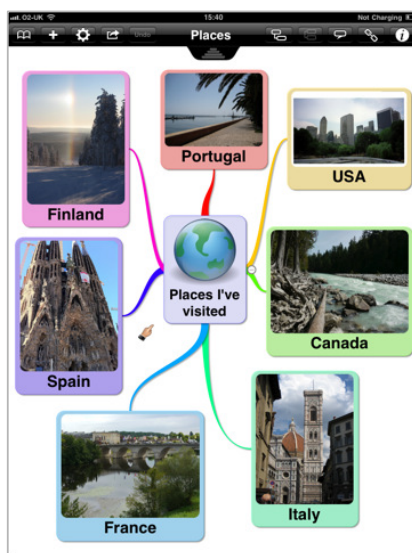 O2-UK 15:40 Not Charging
Undo Places
Finland
Portugal
USA
Places I've
visited
Spain
Canada
France
Italy